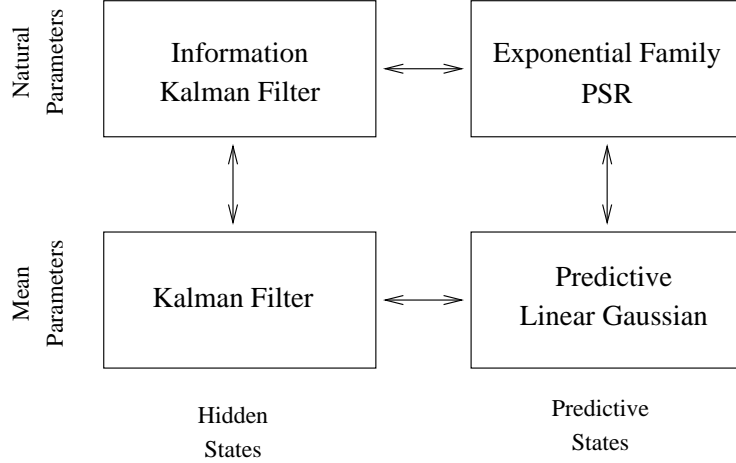 Natural
Parameters
Information
Kalman Filter
Exponential Family
PSR
Mean
Parameters
Kalman Filter
Predictive
Linear Gaussian
Hidden
States
Predictive
States